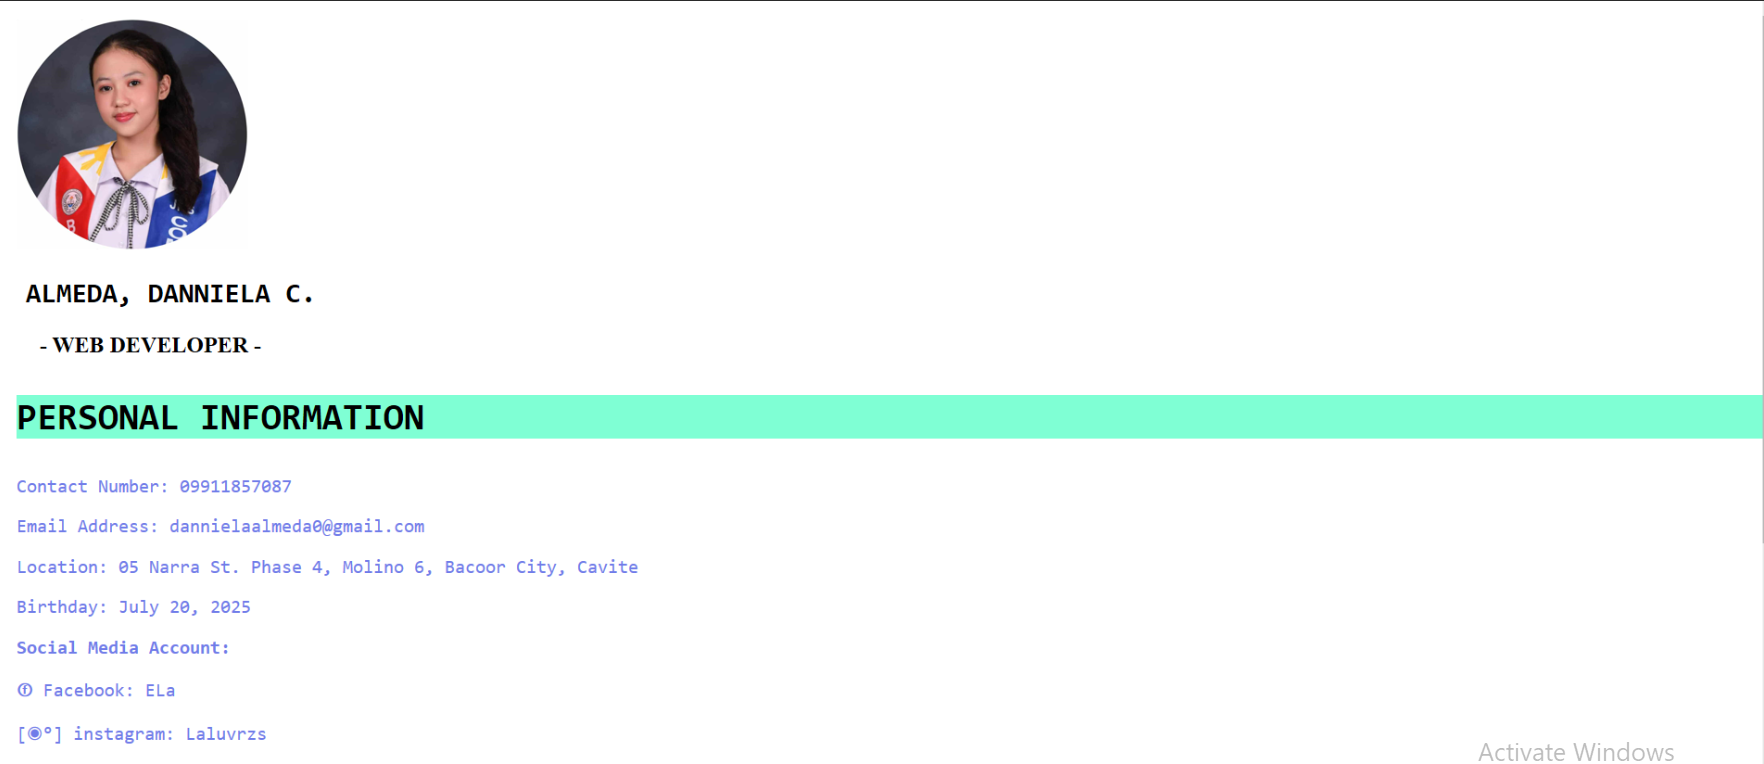 ALMEDA, DANNIELA C.
- WEB DEVELOPER -
PERSONAL INFORMATION
Contact Number: 09911857087
Email Address: dannielaalmeda0@gmail.com
Location: 05 Narra St. Phase 4, Molino 6, Bacoor City, Cavite
Birthday: July 20, 2025
Social Media Account:
ⓕ Facebook: ELa
[◉°] instagram: Laluvrzs
Activate Windows